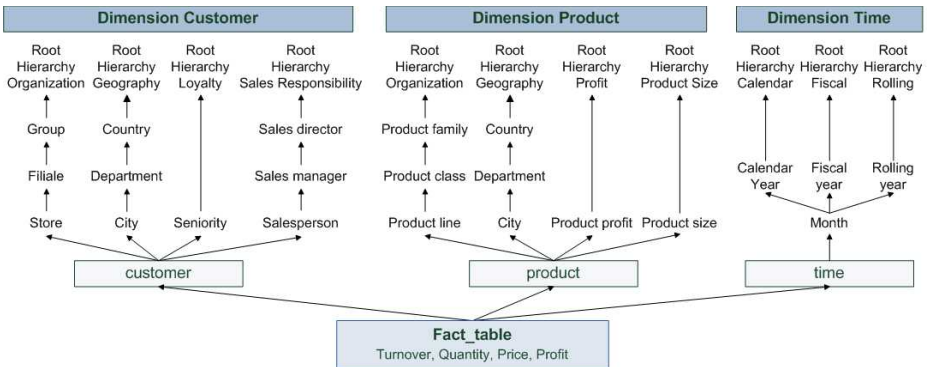 Dimension Customer
Dimension Product
Dimension Time
Root Root Root Root Root Root Root Root Root Root Root
Hierarchy Hierarchy Hierarchy Hierarchy Hierarchy Hierarchy Hierarchy Hierarchy Hierarchy Hierarchy Hierarchy
Organization Geography Loyalty Sales Responsibility Organization Geography Profit Product Size Calendar Fiscal Rolling
Group Country Sales director Product family Country
Filiale Department Sales manager Product class Department
Calendar Fiscal Rolling
Year year year
Store City Seniority Salesperson Product line City Product profit Product size Month
customer product time
Fact_table
Turnover, Quantity, Price, Profit